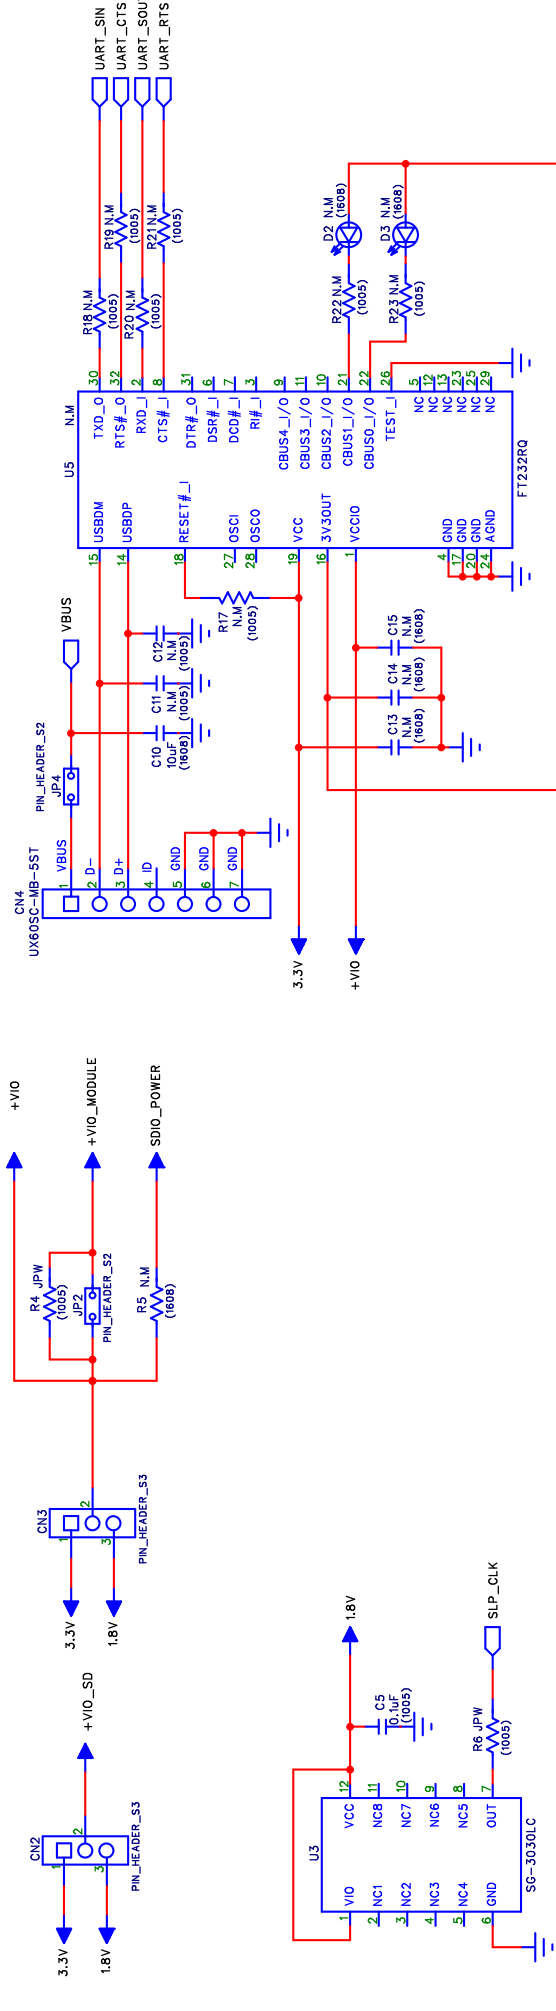 UART_SIN
UART_CTS
UART_RTS
R18 N.M
(1005)
R19 N.M
(1005)
R20 N.M
(1005)
R21 N.M
(1005)
D2 N.M
(1608)
D3 N.M
(1608)
R22 N.M
(1005)
R23 N.M
(1005)
U5
N.M
FT232RQ
30 TXD_O
32 RTS#_O
2 RXD_I
8 CTS#_I
31 DTR#_O
6 DSR#_I
7 DCD#_I
3 RI#_I
9 CBUS4_I/O
11 CBUS3_I/O
10 CBUS2_I/O
21 CBUS1_I/O
22 CBUS0_I/O
26 TEST_I
5 NC
12 NC
13 NC
23 NC
25 NC
29 NC
15 USBDM
14 USBDP
18 RESET#_I
27 OSCI
28 OSCO
19 VCC
16 3V3OUT
1 VCCIO
4 GND
17 GND
20 GND
24 AGND
R17
N.M
(1005)
C12
N.M
(1005)
C11
N.M
(1005)
C10
10uF
(1608)
C15
N.M
(1608)
C14
N.M
(1608)
C13
N.M
(1608)
VBUS
PIN_HEADER_S2
JP4
CN4
UX60SC-MB-5ST
1 VBUS
2 D-
3 D+
4 ID
5 GND
6 GND
7 GND
3.3V
+VIO
+VIO
+VIO_MODULE
SDIO_POWER
R4 JPW
(1005)
JP2
PIN_HEADER_S2
R5 N.M
(1608)
CN3
1
2
3
PIN_HEADER_S3
3.3V
1.8V
+VIO_SD
CN2
1
2
3
PIN_HEADER_S3
3.3V
1.8V
1.8V
SLP_CLK
C5
0.1uF
(1005)
R6 JPW
(1005)
U3
SG-3030LC
12 VCC
11 NC8
10 NC7
9 NC6
8 NC5
7 OUT
1 VIO
2 NC1
3 NC2
4 NC3
5 NC4
6 GND